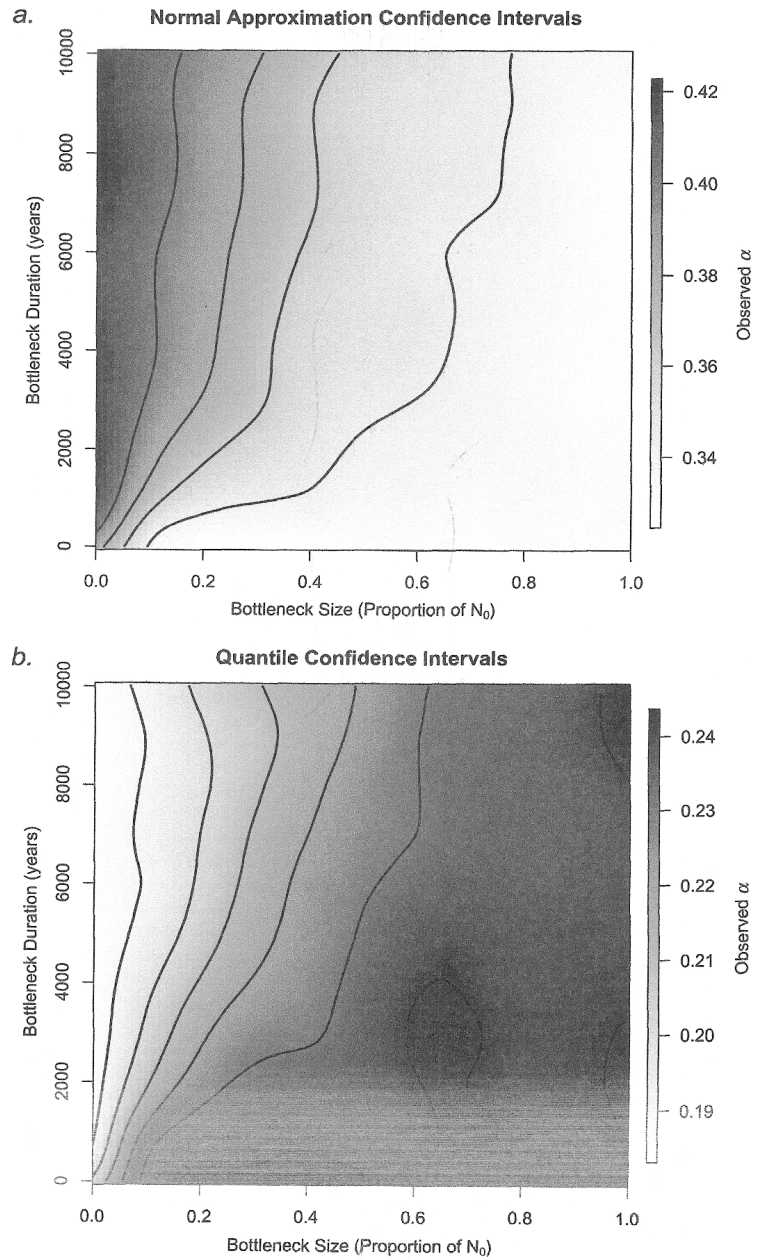 a.
Normal Approximation Confidence Intervals
Bottleneck Duration (years)
10000
8000
6000
4000
2000
0
0.0 0.2 0.4 0.6 0.8 1.0
Bottleneck Size (Proportion of N₀)
0.42
0.40
0.38
0.36
0.34
Observed α
b.
Quantile Confidence Intervals
Bottleneck Duration (years)
10000
8000
6000
4000
2000
0
0.0 0.2 0.4 0.6 0.8 1.0
Bottleneck Size (Proportion of N₀)
0.24
0.23
0.22
0.21
0.20
0.19
Observed α